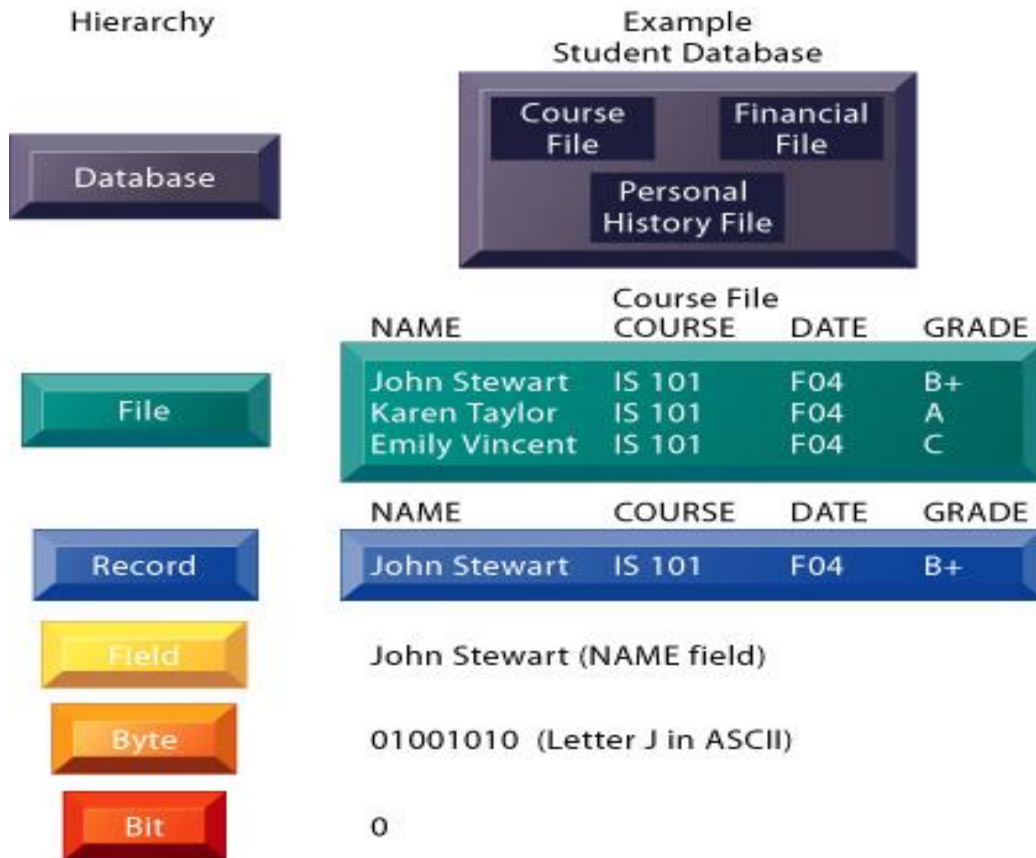 Hierarchy
Example
Student Database
Database
Course
File
Financial
File
Personal
History File
Course File
NAME COURSE DATE GRADE
File
John Stewart IS 101 F04 B+
Karen Taylor IS 101 F04 A
Emily Vincent IS 101 F04 C
NAME COURSE DATE GRADE
Record
John Stewart IS 101 F04 B+
Field
John Stewart (NAME field)
Byte
01001010 (Letter J in ASCII)
Bit
0